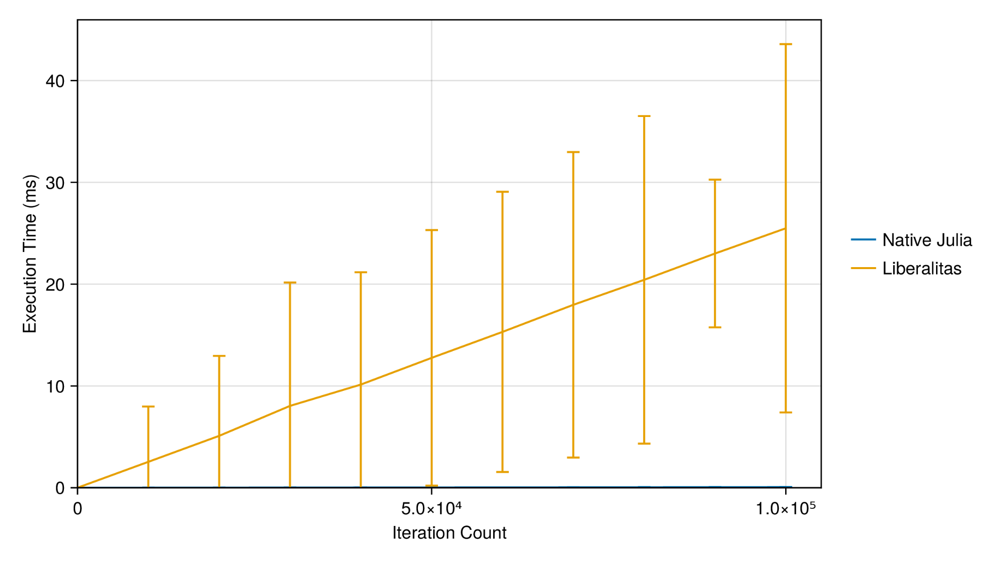 Execution Time (ms)
40
30
20
10
0
0
5.0×10⁴
1.0×10⁵
Iteration Count
Native Julia
Liberalitas